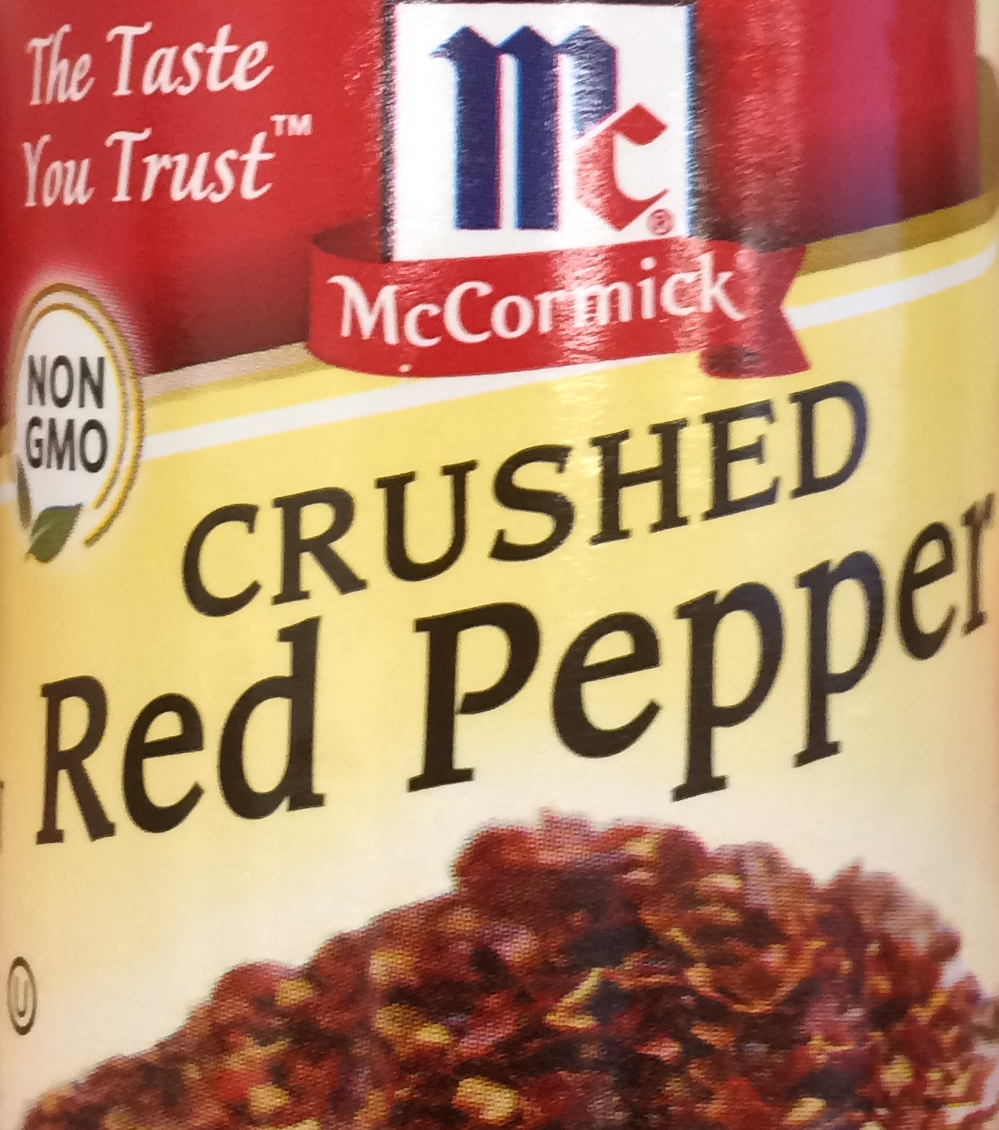 The Taste
You Trust™
Mc®
McCormick
NON
GMO
CRUSHED
Red Pepper
U